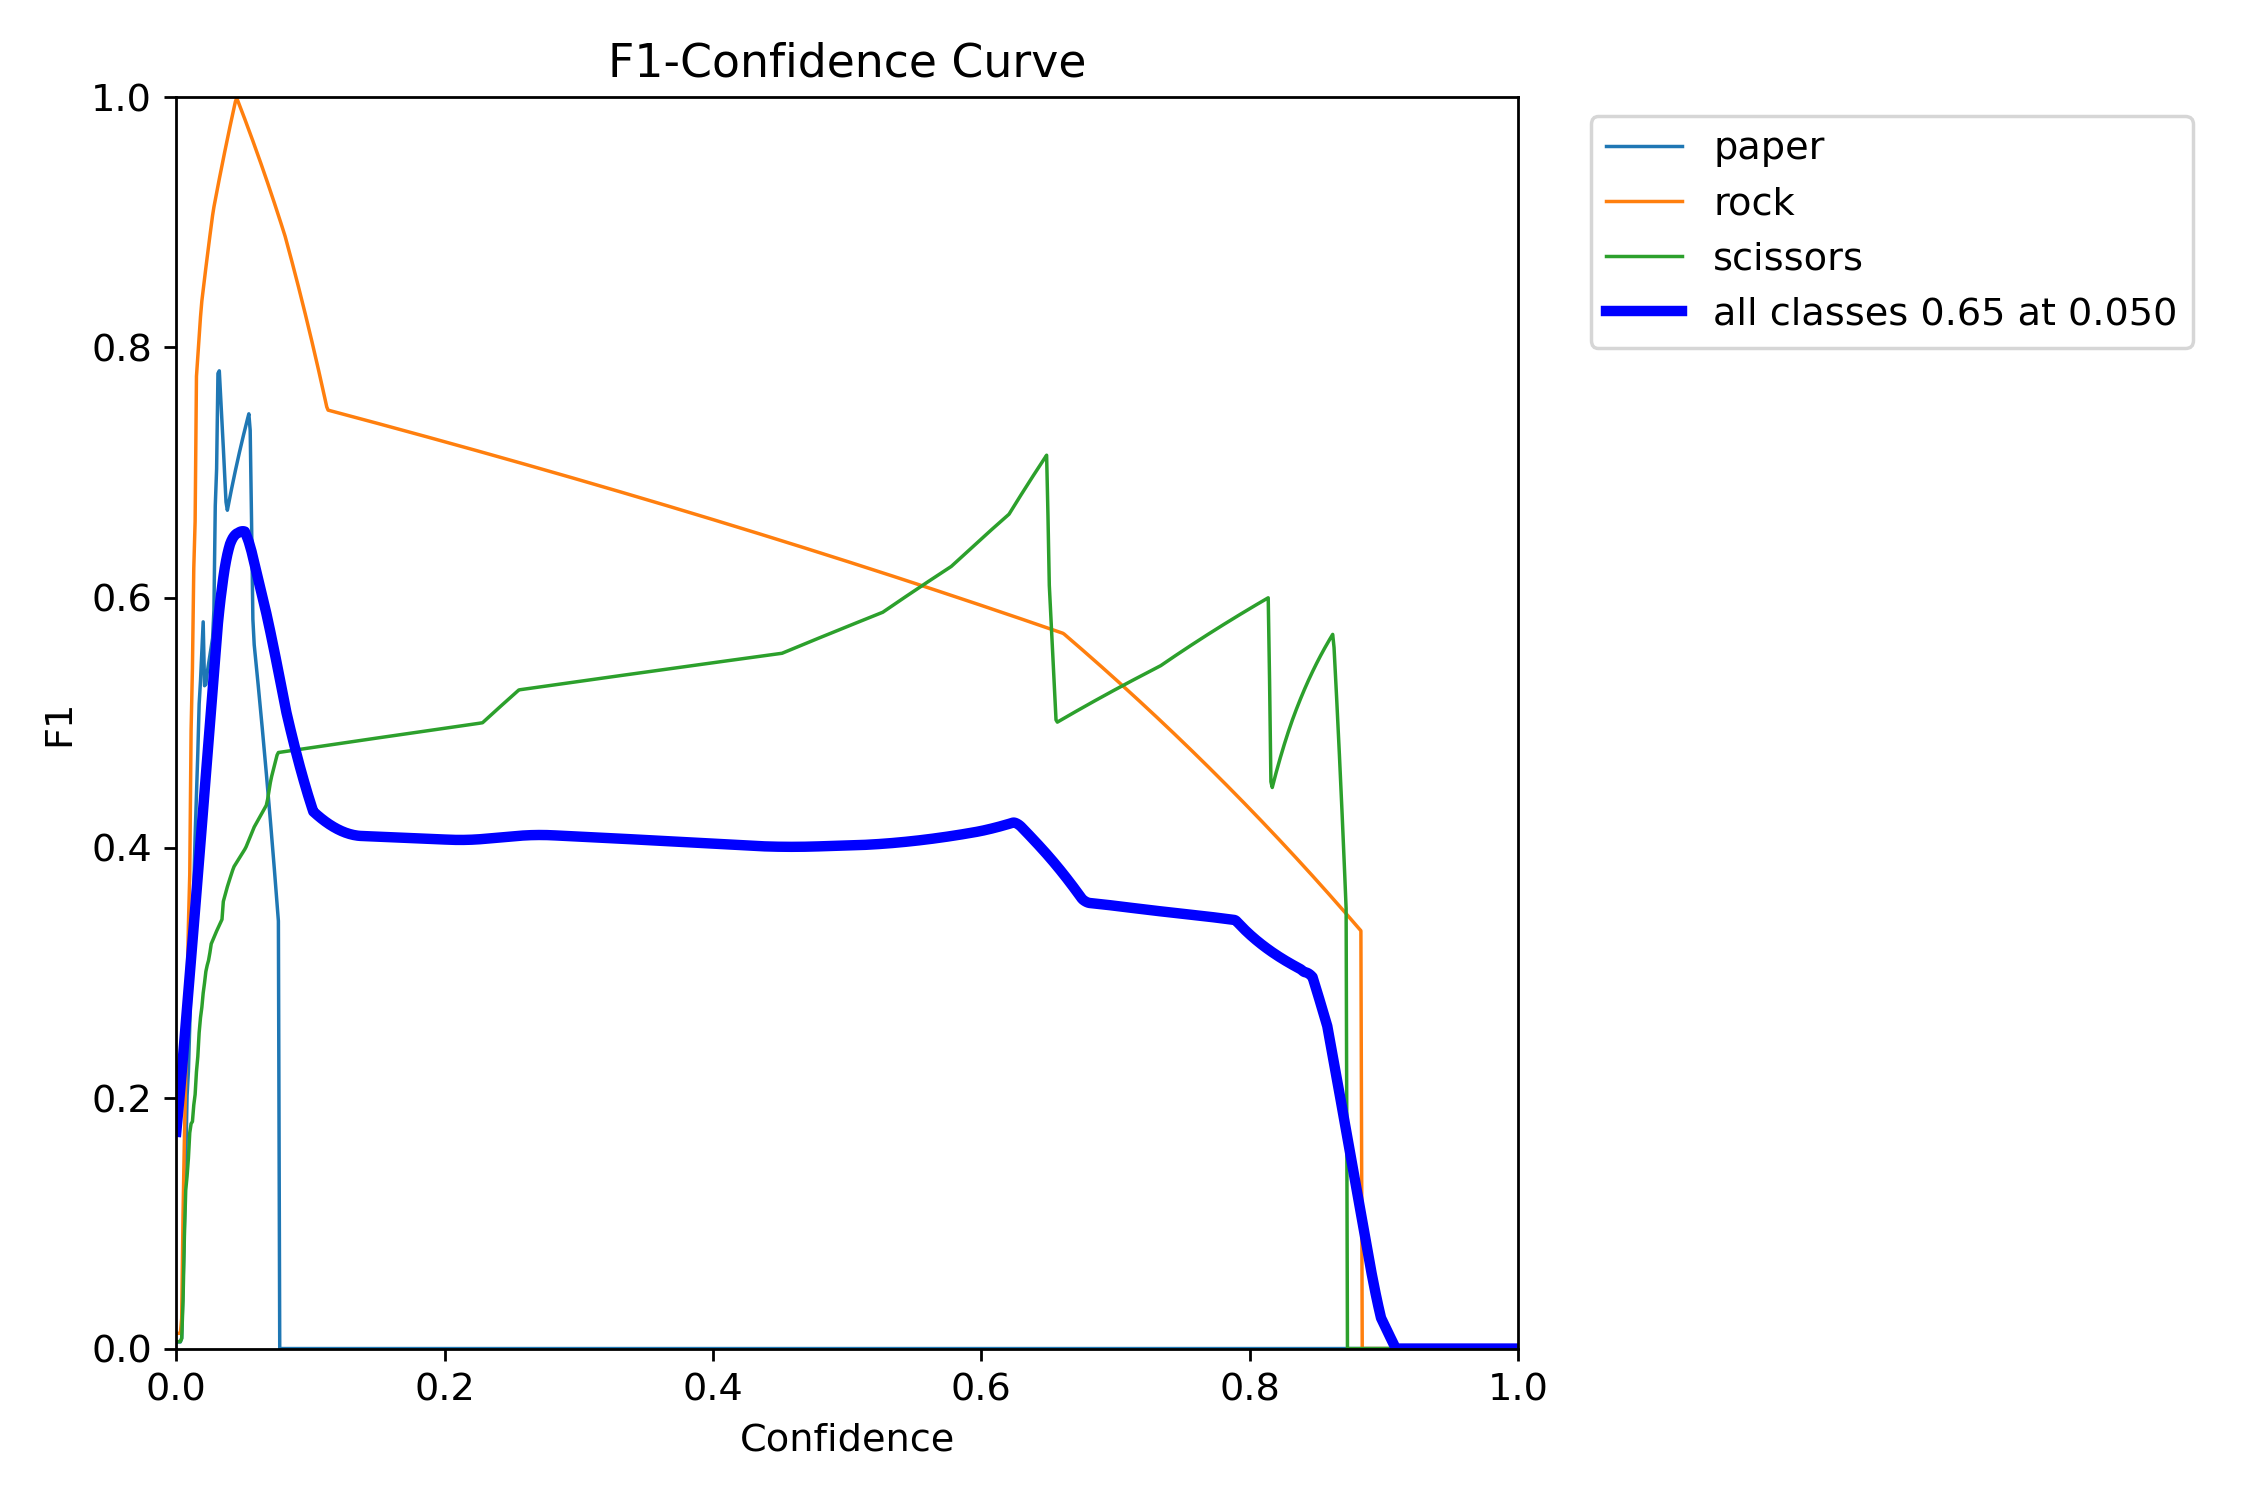 F1-Confidence Curve
1.0
0.8
0.6
0.4
0.2
0.0
F1
0.0 0.2 0.4 0.6 0.8 1.0
Confidence
paper
rock
scissors
all classes 0.65 at 0.050